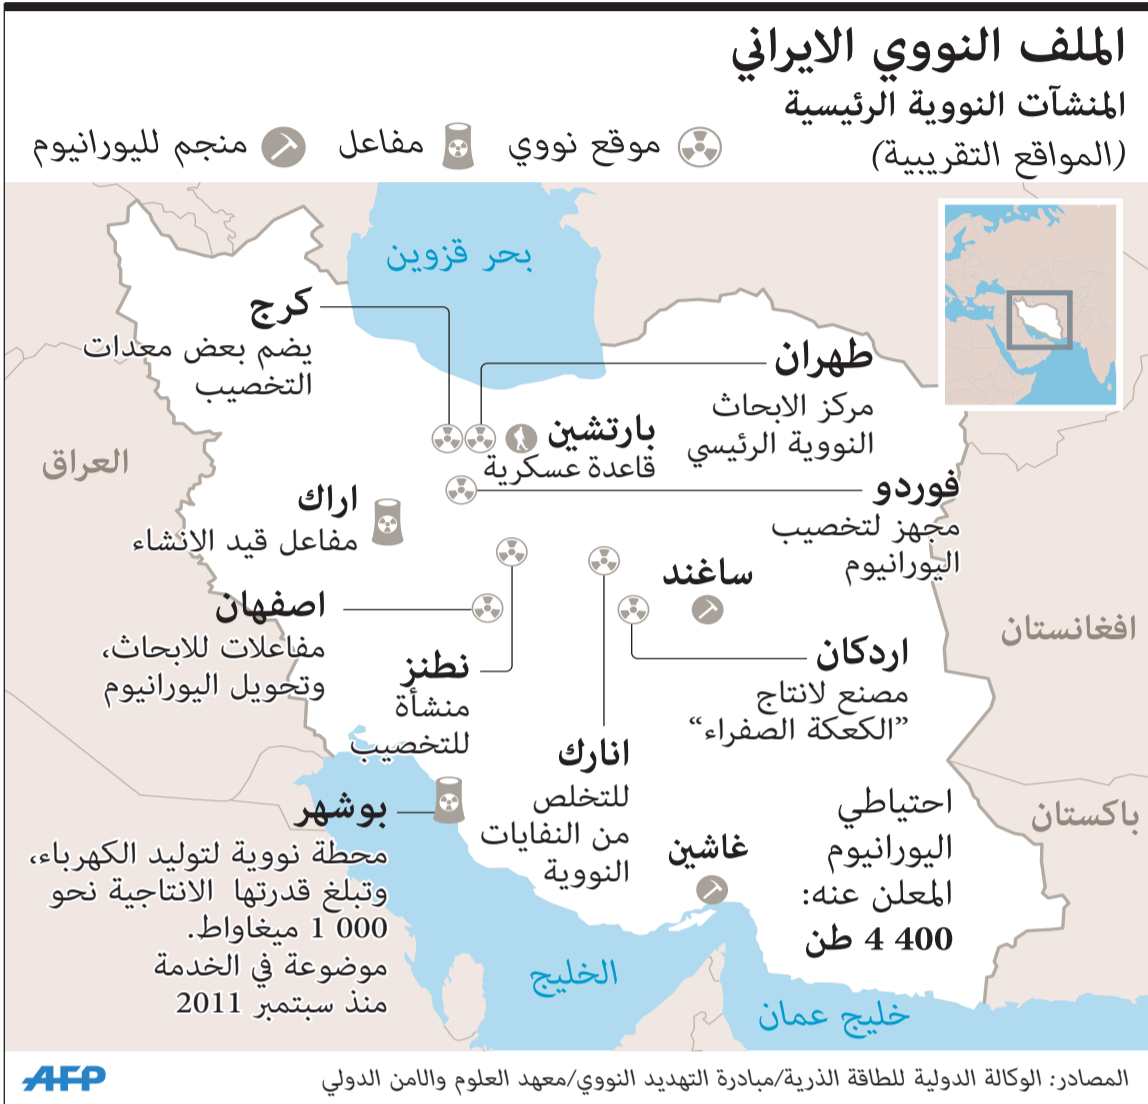 الملف النووي الايراني
المنشآت النووية الرئيسية
(المواقع التقريبية)
موقع نووي
مفاعل
منجم لليورانيوم
بحر قزوين
كرج
يضم بعض معدات
التخصيب
طهران
مركز الابحاث
النووية الرئيسي
بارتشين
قاعدة عسكرية
العراق
فوردو
مجهز لتخصيب
اليورانيوم
اراك
مفاعل قيد الانشاء
ساغند
افغانستان
اصفهان
مفاعلات للابحاث،
وتحويل اليورانيوم
نطنز
منشأة
للتخصيب
اردكان
مصنع لانتاج
“الكعكة الصفراء”
انارك
للتخلص
من النفايات
النووية
بوشهر
محطة نووية لتوليد الكهرباء،
وتبلغ قدرتها الانتاجية نحو
1 000 ميغاواط.
موضوعة في الخدمة
منذ سبتمبر 2011
غاشين
احتياطي
اليورانيوم
المعلن عنه:
4 400 طن
باكستان
الخليج
خليج عمان
المصادر: الوكالة الدولية للطاقة الذرية/مبادرة التهديد النووي/معهد العلوم والامن الدولي
AFP